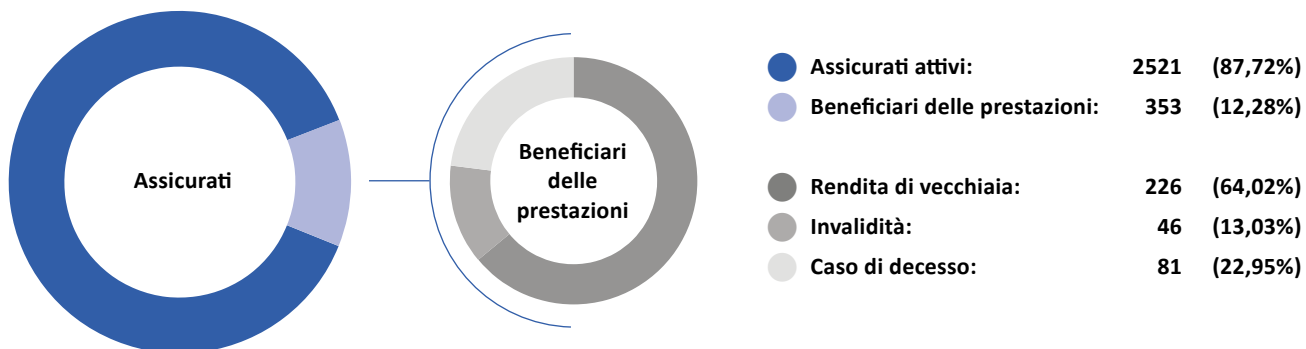 Assicurati
Beneficiari
delle
prestazioni
Assicurati attivi: 2521 (87,72%)
Beneficiari delle prestazioni: 353 (12,28%)
Rendita di vecchiaia: 226 (64,02%)
Invalidità: 46 (13,03%)
Caso di decesso: 81 (22,95%)